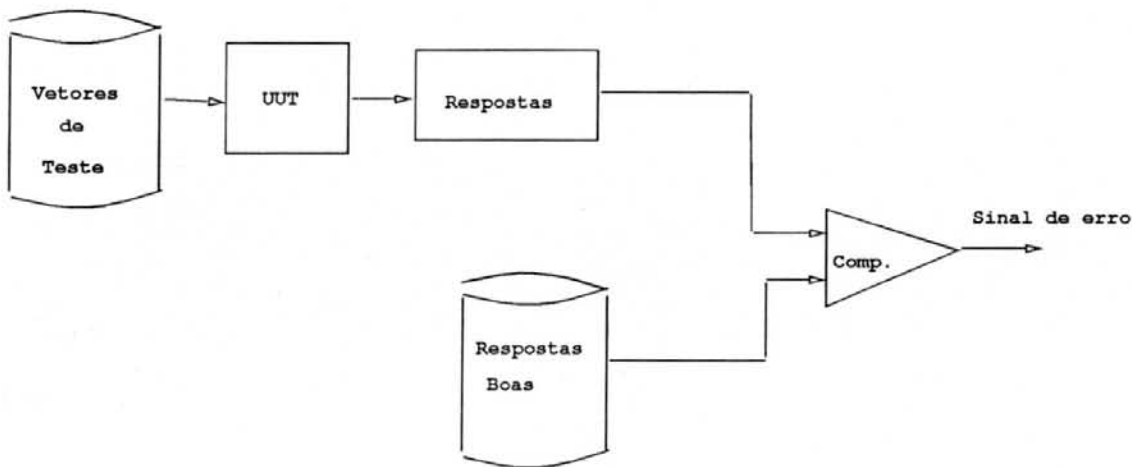 Vetores
de
Teste
UUT
Respostas
Sinal de erro
Comp.
Respostas
Boas